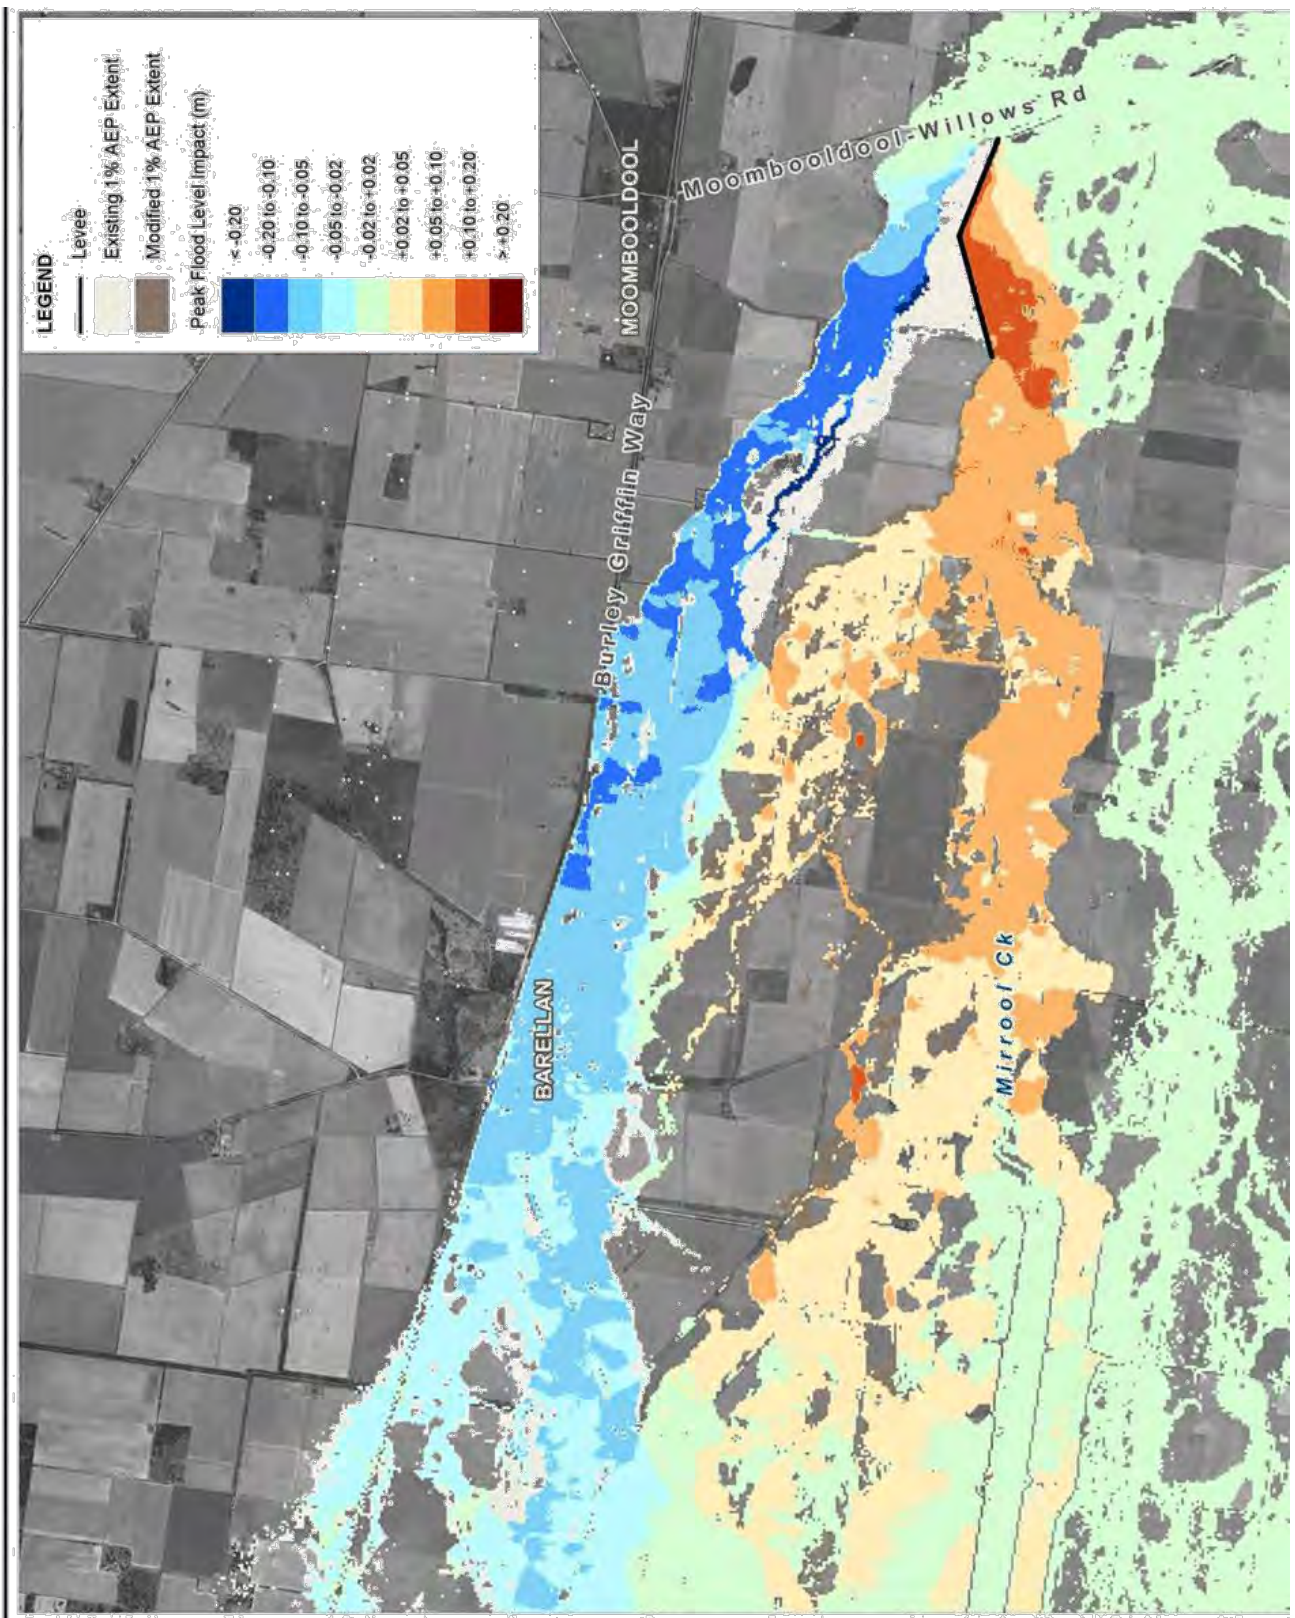 LEGEND
Levee
Existing 1% AEP Extent
Modified 1% AEP Extent
Peak Flood Level Impact (m)
< -0.20
-0.20 to -0.10
-0.10 to -0.05
-0.05 to -0.02
-0.02 to +0.02
+0.02 to +0.05
+0.05 to +0.10
+0.10 to +0.20
> +0.20
MOOMBOOLDOOL
Moombooldool-Willows Rd
Burley Griffin Way
BARELLAN
Mirrool Ck